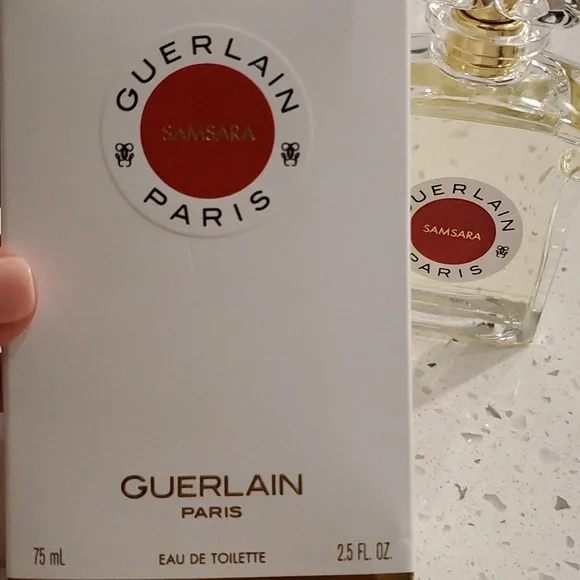 GUERLAIN
SAMSARA
PARIS
GUERLAIN
PARIS
75 mL
EAU DE TOILETTE
2.5 FL. OZ.
GUERLAIN
SAMSARA
PARIS